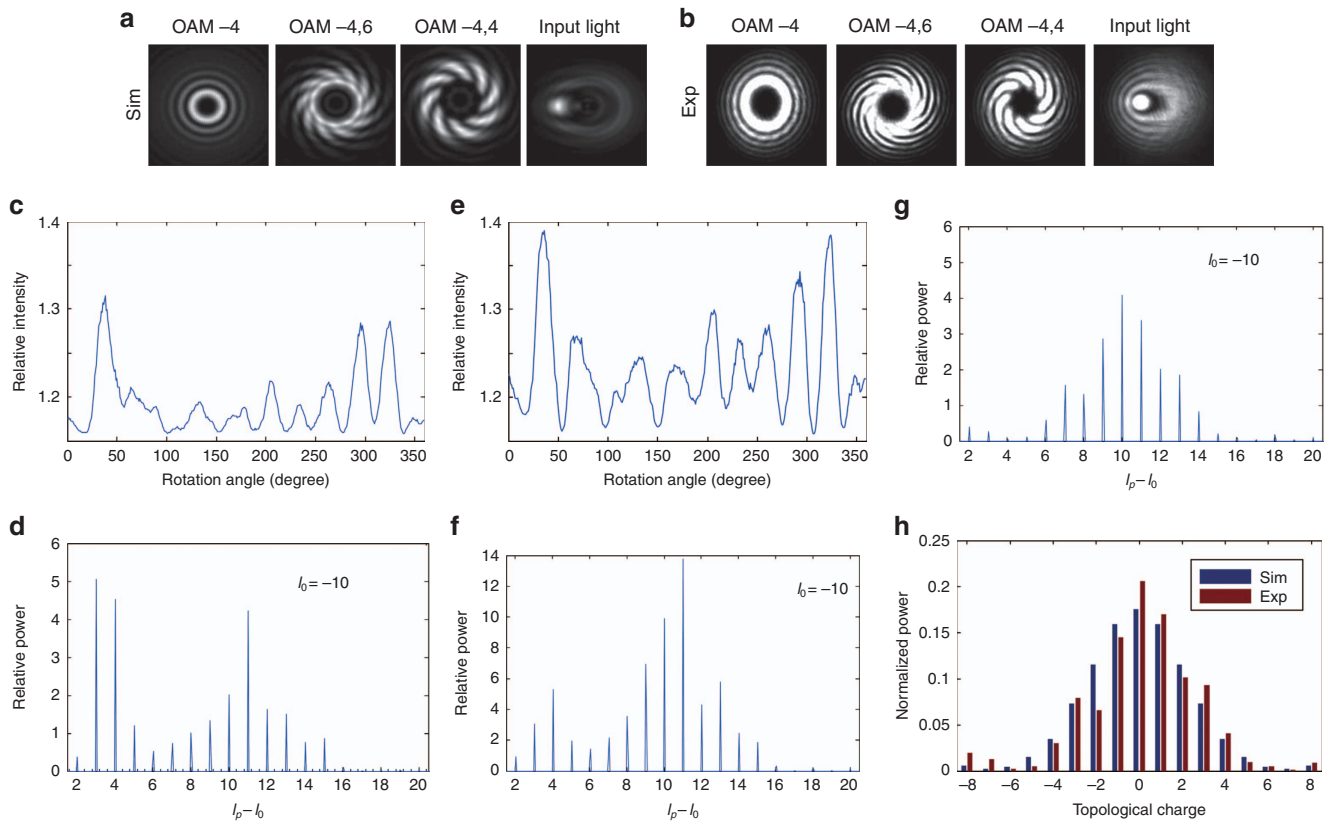 a
OAM –4
OAM –4,6
OAM –4,4
Input light
Sim
b
OAM –4
OAM –4,6
OAM –4,4
Input light
Exp
c
1.4
1.3
1.2
Relative intensity
0 50 100 150 200 250 300 350
Rotation angle (degree)
e
1.4
1.3
1.2
Relative intensity
0 50 100 150 200 250 300 350
Rotation angle (degree)
g
6
5
4
3
2
1
0
Relative power
l0 = –10
2 4 6 8 10 12 14 16 18 20
lp – l0
d
6
5
4
3
2
1
0
Relative power
l0 = –10
2 4 6 8 10 12 14 16 18 20
lp – l0
f
14
12
10
8
6
4
2
0
Relative power
l0 = –10
2 4 6 8 10 12 14 16 18 20
lp – l0
h
0.25
0.2
0.15
0.1
0.05
0
Normalized power
Sim
Exp
–8 –6 –4 –2 0 2 4 6 8
Topological charge